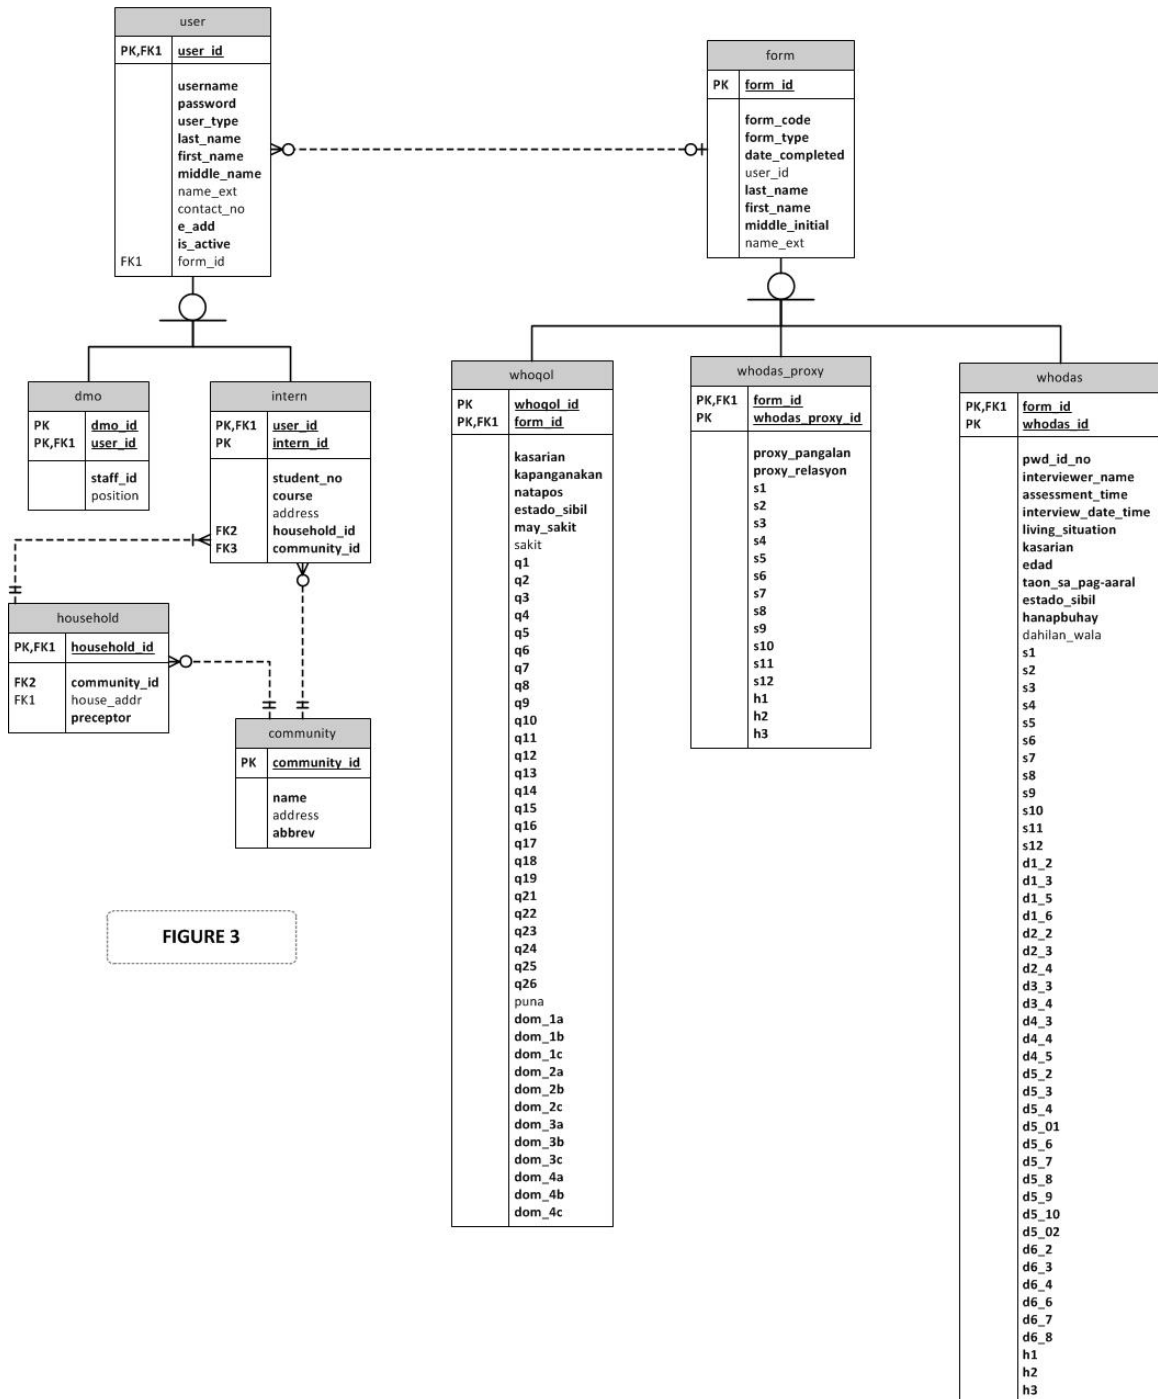 user
PK,FK1 user_id
username
password
user_type
last_name
first_name
middle_name
name_ext
contact_no
e_add
is_active
FK1 form_id
form
PK form_id
form_code
form_type
date_completed
user_id
last_name
first_name
middle_initial
name_ext
dmo
PK dmo_id
PK,FK1 user_id
staff_id
position
intern
PK,FK1 user_id
PK intern_id
student_no
course
address
FK2 household_id
FK3 community_id
household
PK,FK1 household_id
FK2 community_id
FK1 house_addr
preceptor
community
PK community_id
name
address
abbrev
FIGURE 3
whoqol
PK whoqol_id
PK,FK1 form_id
kasarian
kapanganakan
natapos
estado_sibil
may_sakit
sakit
q1
q2
q3
q4
q5
q6
q7
q8
q9
q10
q11
q12
q13
q14
q15
q16
q17
q18
q19
q21
q22
q23
q24
q25
q26
puna
dom_1a
dom_1b
dom_1c
dom_2a
dom_2b
dom_2c
dom_3a
dom_3b
dom_3c
dom_4a
dom_4b
dom_4c
whodas_proxy
PK,FK1 form_id
PK whodas_proxy_id
proxy_pangalan
proxy_relasyon
s1
s2
s3
s4
s5
s6
s7
s8
s9
s10
s11
s12
h1
h2
h3
whodas
PK,FK1 form_id
PK whodas_id
pwd_id_no
interviewer_name
assessment_time
interview_date_time
living_situation
kasarian
edad
taon_sa_pag-aaral
estado_sibil
hanapbuhay
dahilan_wala
s1
s2
s3
s4
s5
s6
s7
s8
s9
s10
s11
s12
d1_2
d1_3
d1_5
d1_6
d2_2
d2_3
d2_4
d3_3
d3_4
d4_3
d4_4
d4_5
d5_2
d5_3
d5_4
d5_01
d5_6
d5_7
d5_8
d5_9
d5_10
d5_02
d6_2
d6_3
d6_4
d6_6
d6_7
d6_8
h1
h2
h3